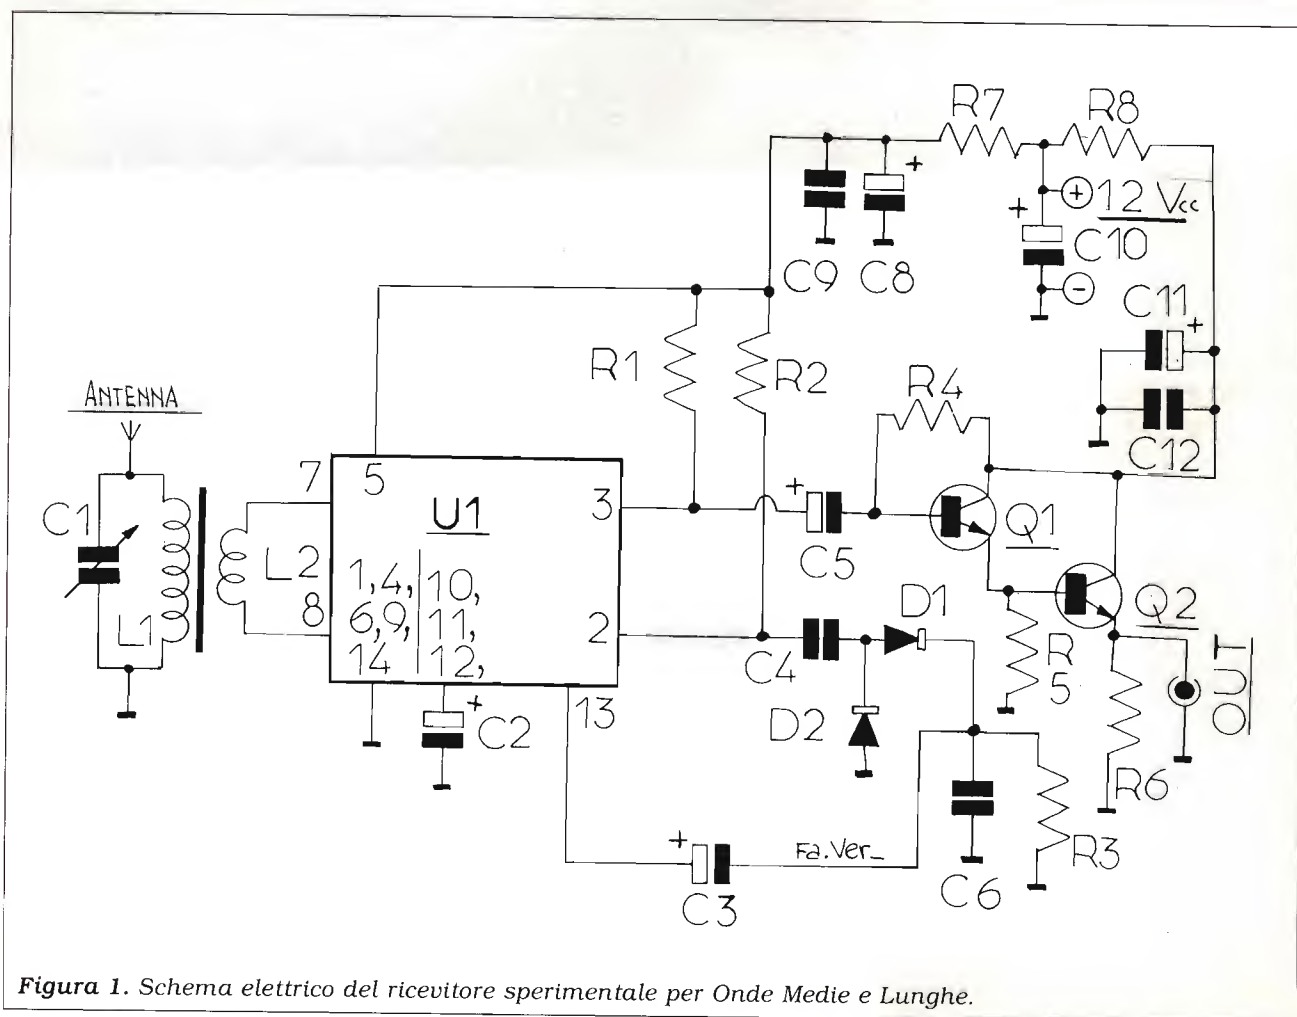 R7
R8
+
+
+ 12 Vcc
C10
C9
C8
-
C11
+
R1
R2
R4
C12
ANTENNA
7
5
U1
3
+
C5
Q1
C1
L2
8
1,4,
6,9,
14
10,
11,
12,
2
L1
D1
Q2
C4
R
5
OUT
13
+
C2
D2
R6
+
C3
Fa.Ver_
C6
R3
Figura 1. Schema elettrico del ricevitore sperimentale per Onde Medie e Lunghe.